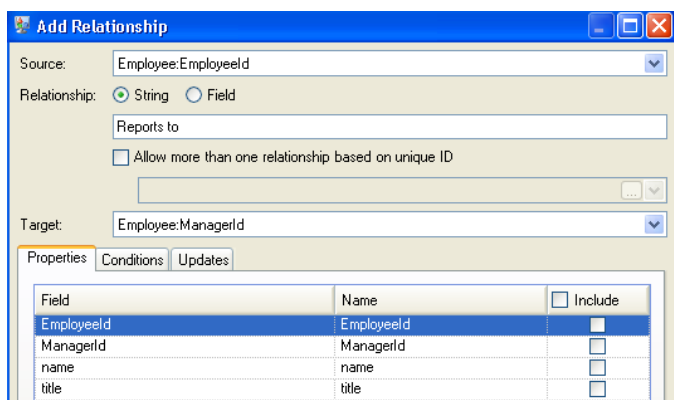 Add Relationship
Source: Employee:EmployeeId
Relationship: String Field
Reports to
Allow more than one relationship based on unique ID
...
Target: Employee:ManagerId
Properties Conditions Updates
Field Name Include
EmployeeId EmployeeId
ManagerId ManagerId
name name
title title